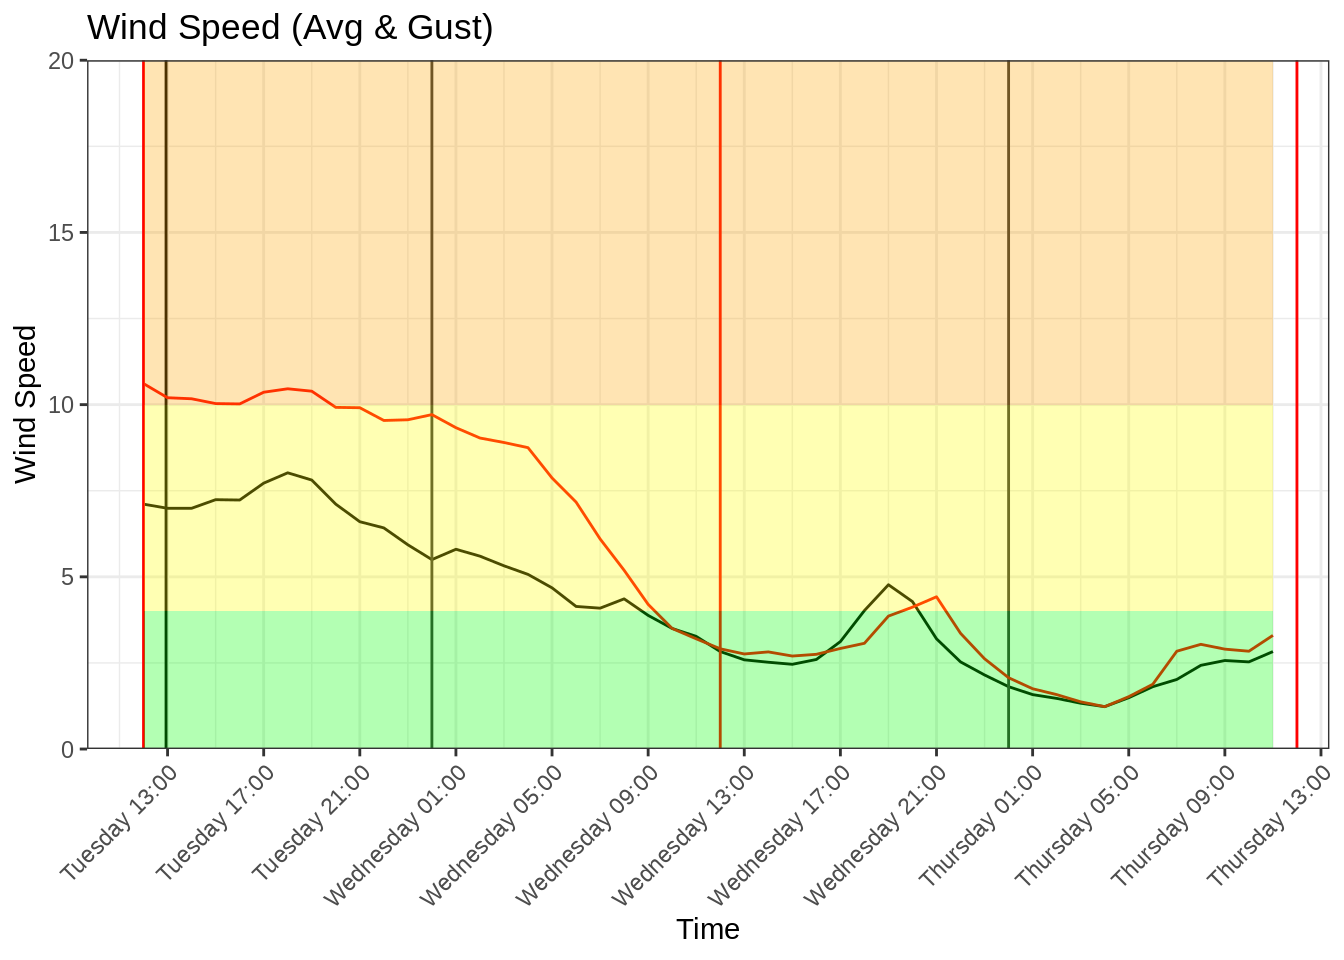 Wind Speed (Avg & Gust)
20
15
10
5
0
Wind Speed
Tuesday 13:00
Tuesday 17:00
Tuesday 21:00
Wednesday 01:00
Wednesday 05:00
Wednesday 09:00
Wednesday 13:00
Wednesday 17:00
Wednesday 21:00
Thursday 01:00
Thursday 05:00
Thursday 09:00
Thursday 13:00
Time